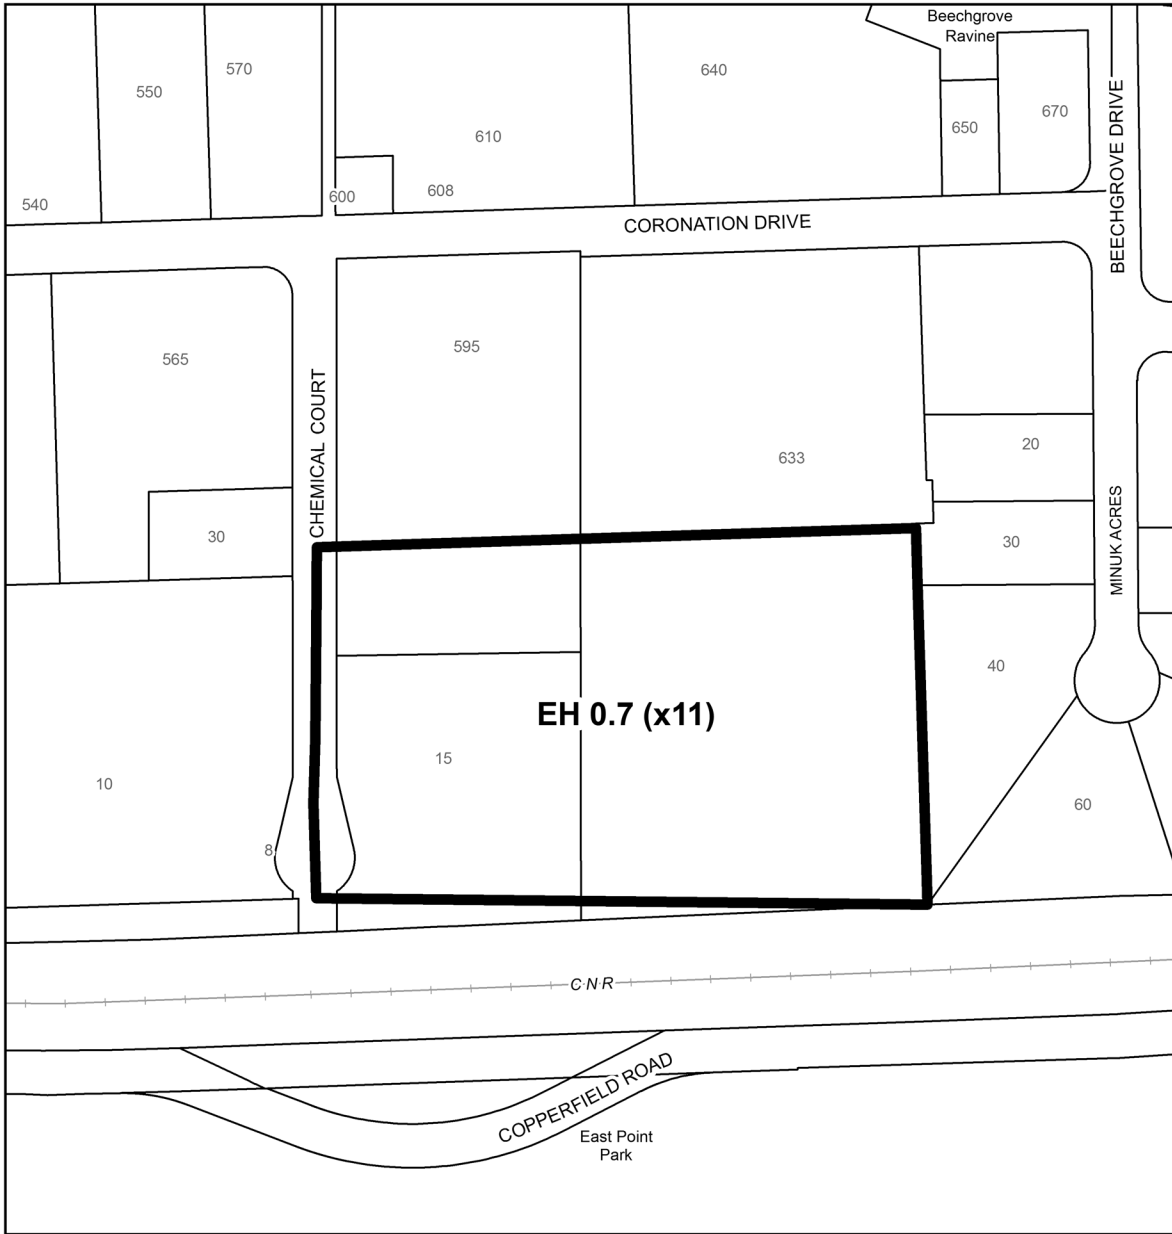 Beechgrove
Ravine
570
640
550
670
650
610
608
600
540
CORONATION DRIVE
BEECHGROVE DRIVE
595
565
CHEMICAL COURT
20
633
30
30
MINUK ACRES
40
EH 0.7 (x11)
15
10
60
8
C N R
COPPERFIELD ROAD
East Point
Park